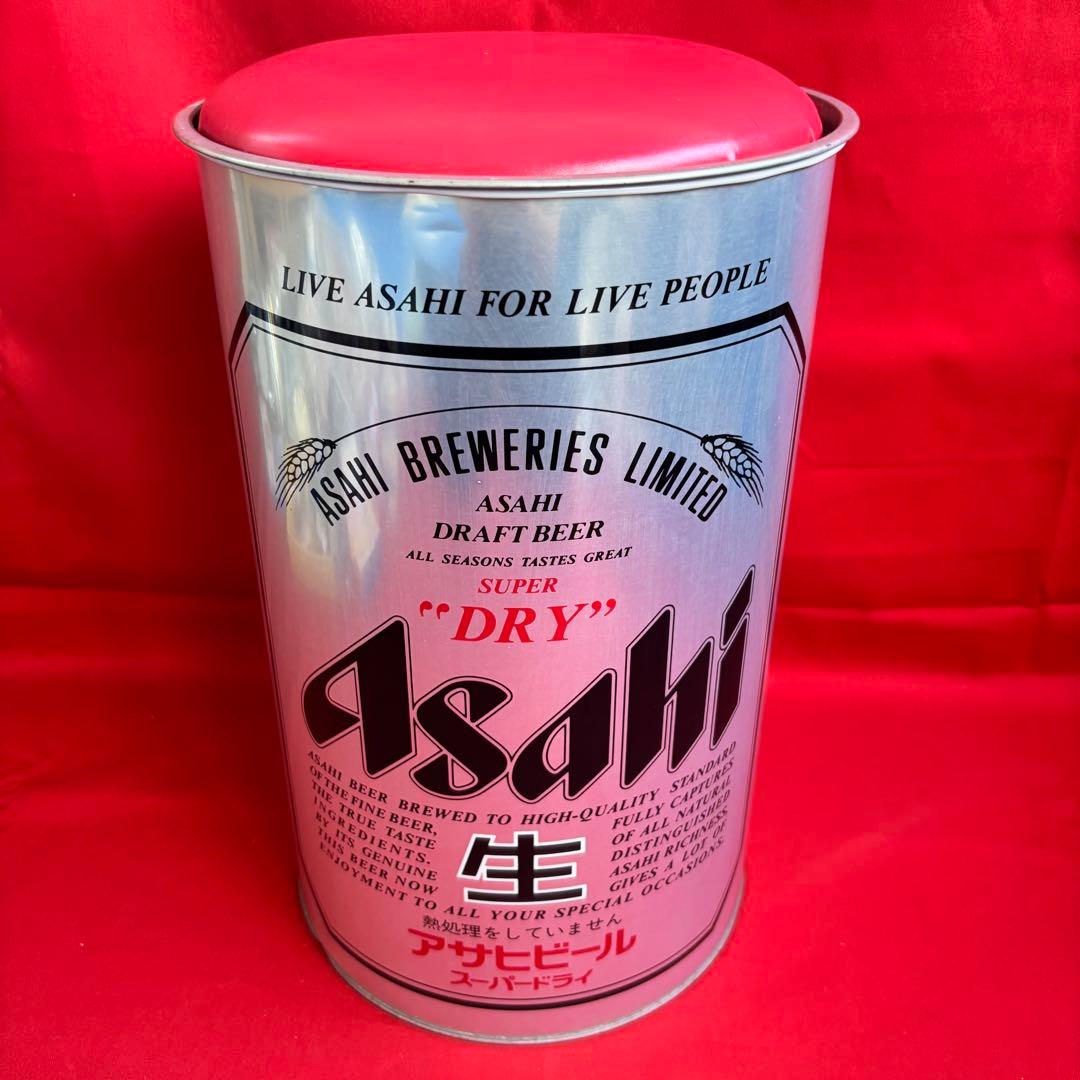 LIVE ASAHI FOR LIVE PEOPLE
ASAHI BREWERIES LIMITED
ASAHI
DRAFT BEER
ALL SEASONS TASTES GREAT
SUPER
“DRY”
Asahi
ASAHI BEER BREWED TO HIGH-QUALITY STANDARD
OF THE FINE BEER, FULLY CAPTURES
THE TRUE TASTE OF ALL NATURAL
INGREDIENTS. DISTINGUISHED
BY ITS GENUINE ASAHI RICHNESS,
THIS BEER NOW GIVES A LOT OF
ENJOYMENT TO ALL YOUR SPECIAL OCCASIONS.
生
熱処理をしていません
アサヒビール
スーパードライ